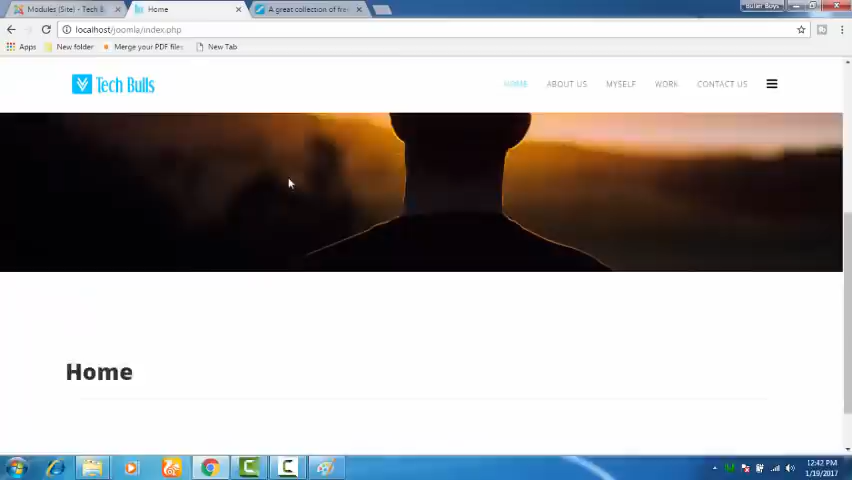 Modules (Site) - Tech B
Home
A great collection of fre
localhost/joomla/index.php
Apps
New folder
Merge your PDF files
New Tab
Tech Bulls
HOME
ABOUT US
MYSELF
WORK
CONTACT US
Home
12:42 PM
1/19/2017